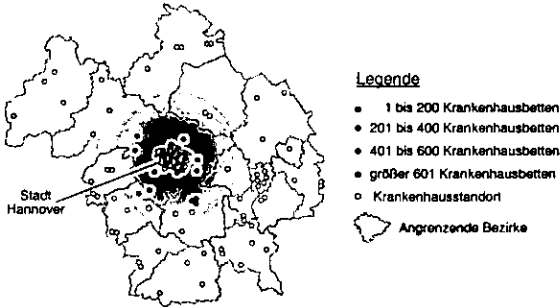 Legende
1 bis 200 Krankenhausbetten
201 bis 400 Krankenhausbetten
401 bis 600 Krankenhausbetten
größer 601 Krankenhausbetten
Krankenhausstandort
Angrenzende Bezirke
Stadt
Hannover